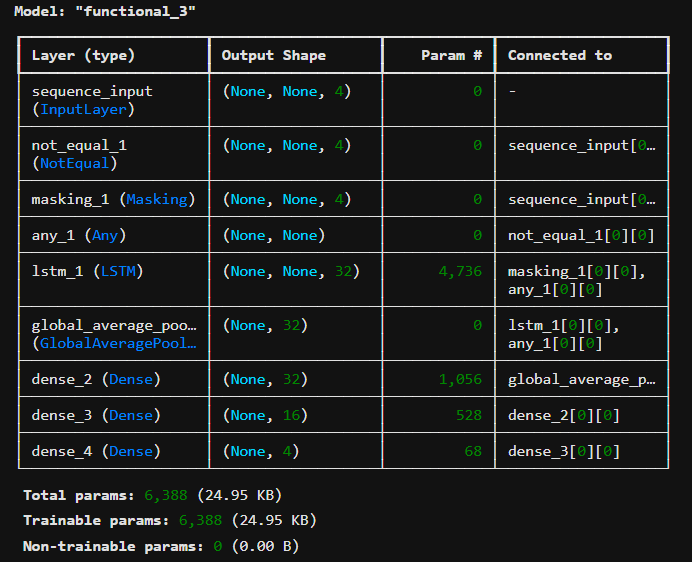 Model: "functional_3"
Layer (type) Output Shape Param # Connected to
sequence_input (None, None, 4) 0 -
(InputLayer)
not_equal_1 (None, None, 4) 0 sequence_input[0…
(NotEqual)
masking_1 (Masking) (None, None, 4) 0 sequence_input[0…
any_1 (Any) (None, None) 0 not_equal_1[0][0]
lstm_1 (LSTM) (None, None, 32) 4,736 masking_1[0][0],
any_1[0][0]
global_average_poo… (None, 32) 0 lstm_1[0][0],
(GlobalAveragePool… any_1[0][0]
dense_2 (Dense) (None, 32) 1,056 global_average_p…
dense_3 (Dense) (None, 16) 528 dense_2[0][0]
dense_4 (Dense) (None, 4) 68 dense_3[0][0]
Total params: 6,388 (24.95 KB)
Trainable params: 6,388 (24.95 KB)
Non-trainable params: 0 (0.00 B)